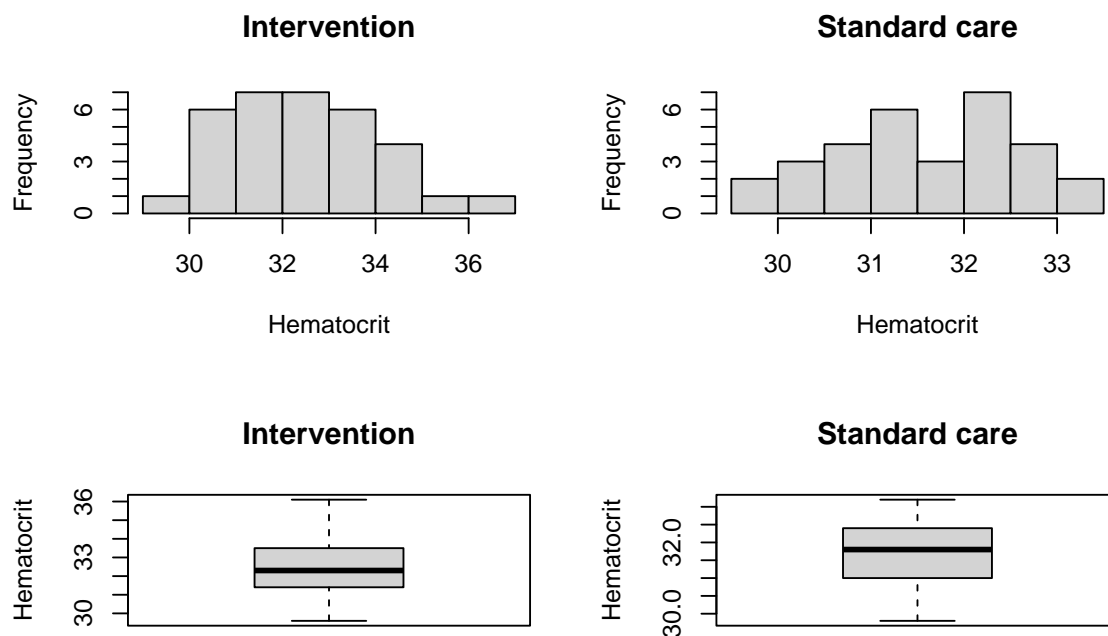 Intervention
Frequency
0 3 6
30 32 34 36
Hematocrit
Standard care
Frequency
0 3 6
30 31 32 33
Hematocrit
Intervention
Hematocrit
30 33 36
Standard care
Hematocrit
30.0 32.0